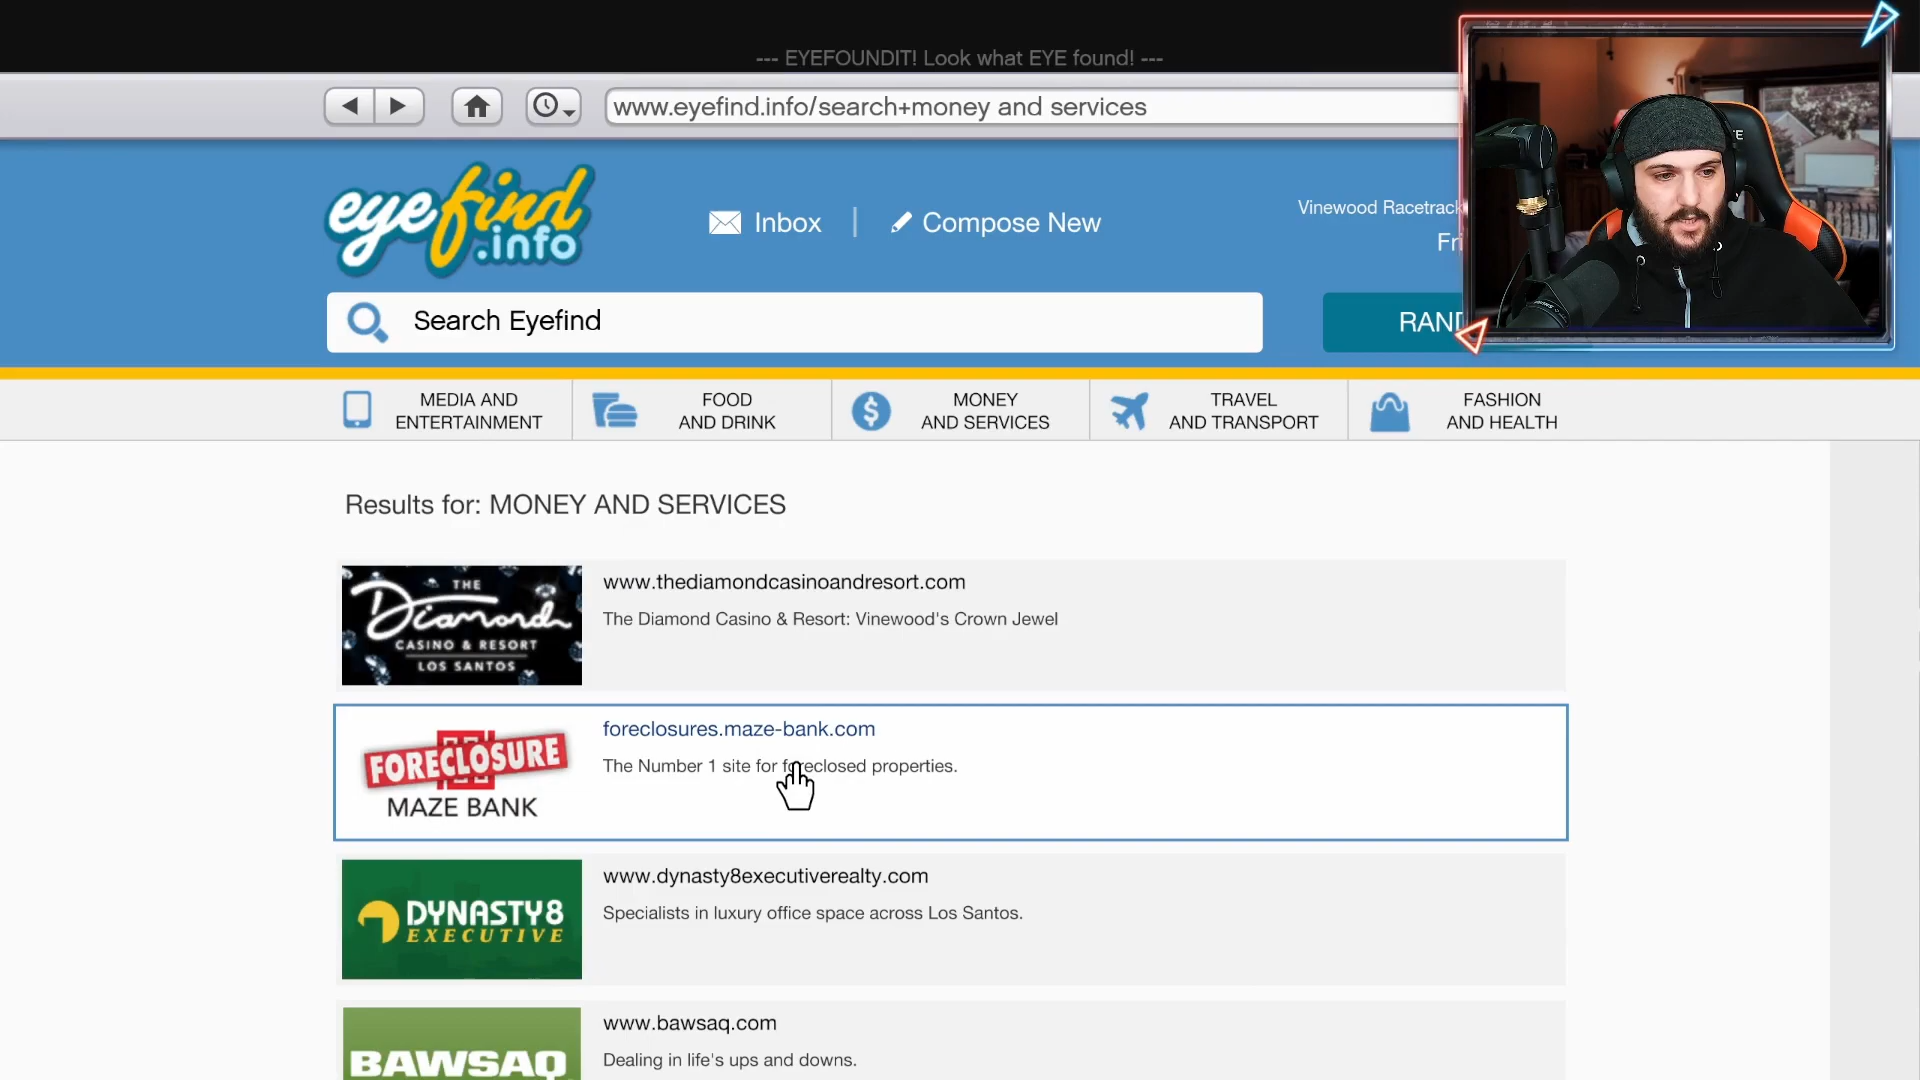 --- EYEFOUNDIT! Look what EYE found! ---
www.eyefind.info/search+money and services
eyefind
.info
Inbox
Compose New
Vinewood Racetrack
Fri
Search Eyefind
RAND
MEDIA AND
ENTERTAINMENT
FOOD
AND DRINK
MONEY
AND SERVICES
TRAVEL
AND TRANSPORT
FASHION
AND HEALTH
Results for: MONEY AND SERVICES
THE
Diamond
CASINO & RESORT
LOS SANTOS
www.thediamondcasinoandresort.com
The Diamond Casino & Resort: Vinewood's Crown Jewel
FORECLOSURE
MAZE BANK
foreclosures.maze-bank.com
The Number 1 site for foreclosed properties.
DYNASTY8
EXECUTIVE
www.dynasty8executiverealty.com
Specialists in luxury office space across Los Santos.
BAWSAQ
www.bawsaq.com
Dealing in life's ups and downs.